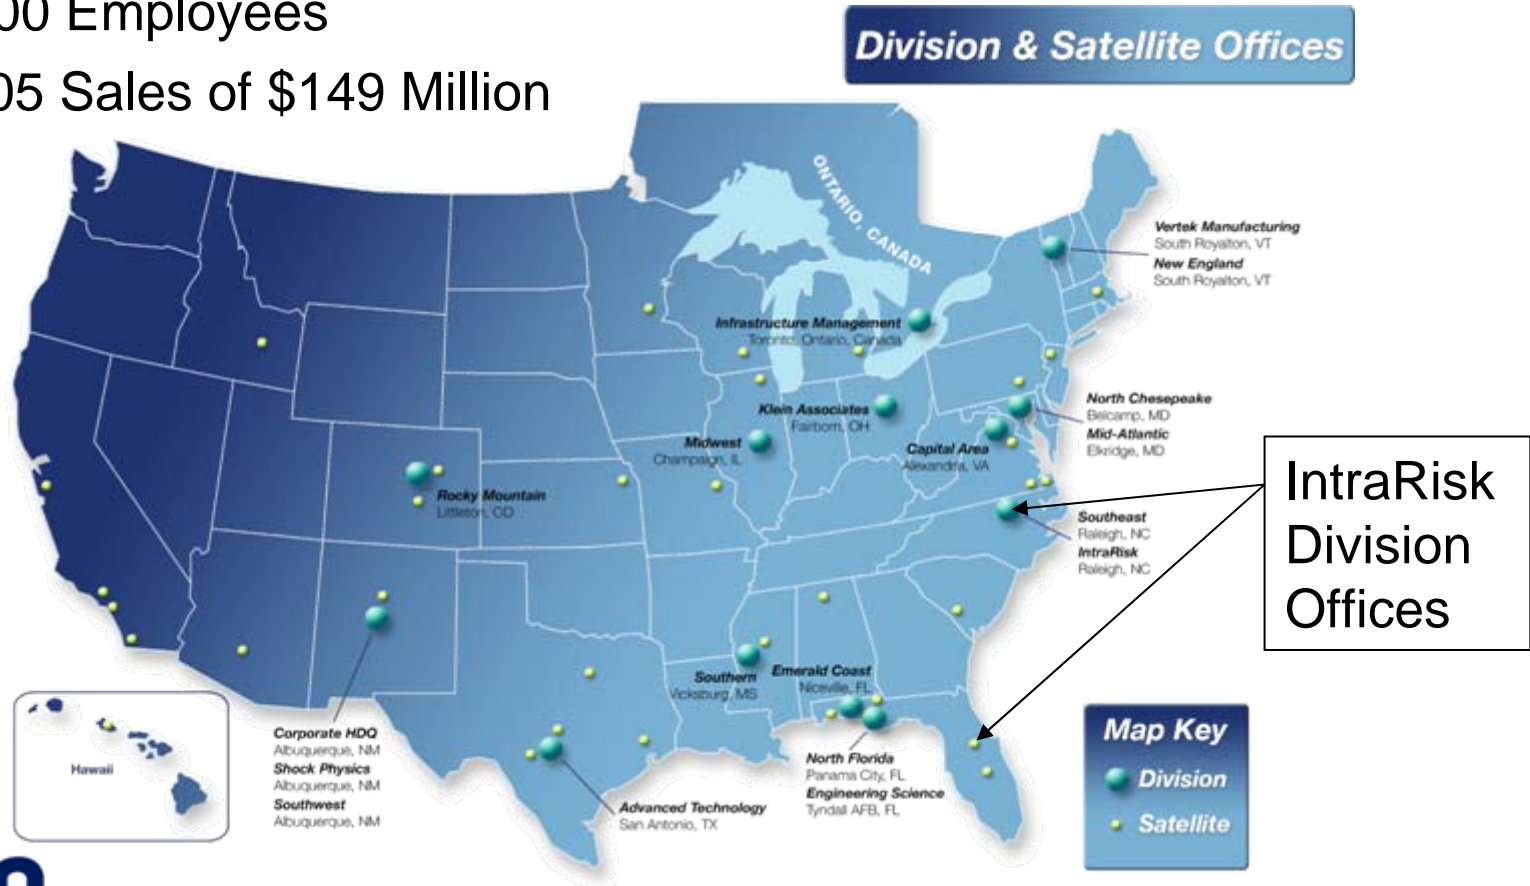 00 Employees
05 Sales of $149 Million
Division & Satellite Offices
ONTARIO, CANADA
Vertek Manufacturing
South Royalton, VT
New England
South Royalton, VT
Infrastructure Management
Toronto, Ontario, Canada
Klein Associates
Fairborn, OH
North Chesepeake
Belcamp, MD
Mid-Atlantic
Elkridge, MD
Midwest
Champaign, IL
Capital Area
Alexandria, VA
Rocky Mountain
Littleton, CO
Southeast
Raleigh, NC
IntraRisk
Raleigh, NC
IntraRisk
Division
Offices
Southern
Vicksburg, MS
Emerald Coast
Niceville, FL
Corporate HDQ
Albuquerque, NM
Shock Physics
Albuquerque, NM
Southwest
Albuquerque, NM
Hawaii
North Florida
Panama City, FL
Engineering Science
Tyndall AFB, FL
Advanced Technology
San Antonio, TX
Map Key
Division
Satellite